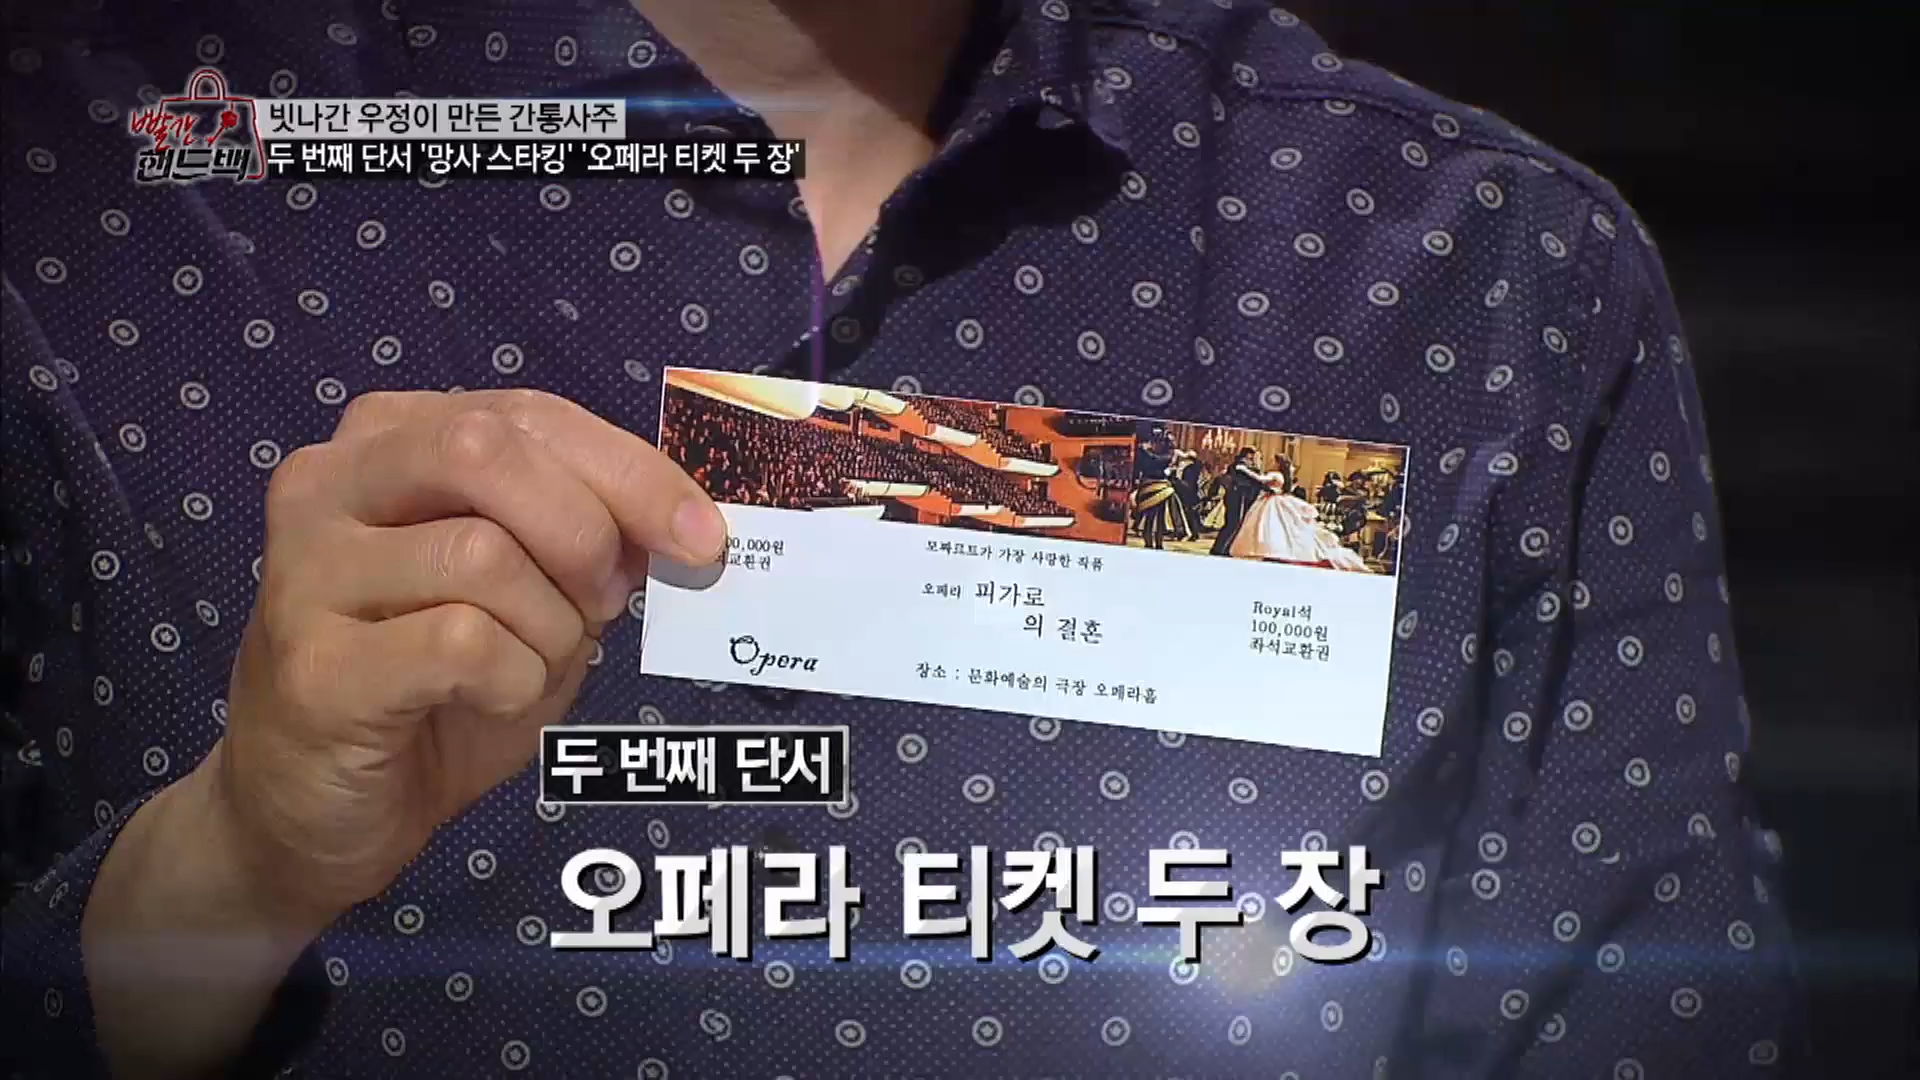 빨간
핸드백
빗나간 우정이 만든 간통사주
두 번째 단서 '망사 스타킹' '오페라 티켓 두 장'
00,000원
석교환권
모짜르트가 가장 사랑한 작품
오페라 피가로
의 결혼
Royal석
100,000원
좌석교환권
Opera
장소 : 문화예술의 극장 오페라홀
두 번째 단서
오페라 티켓 두 장